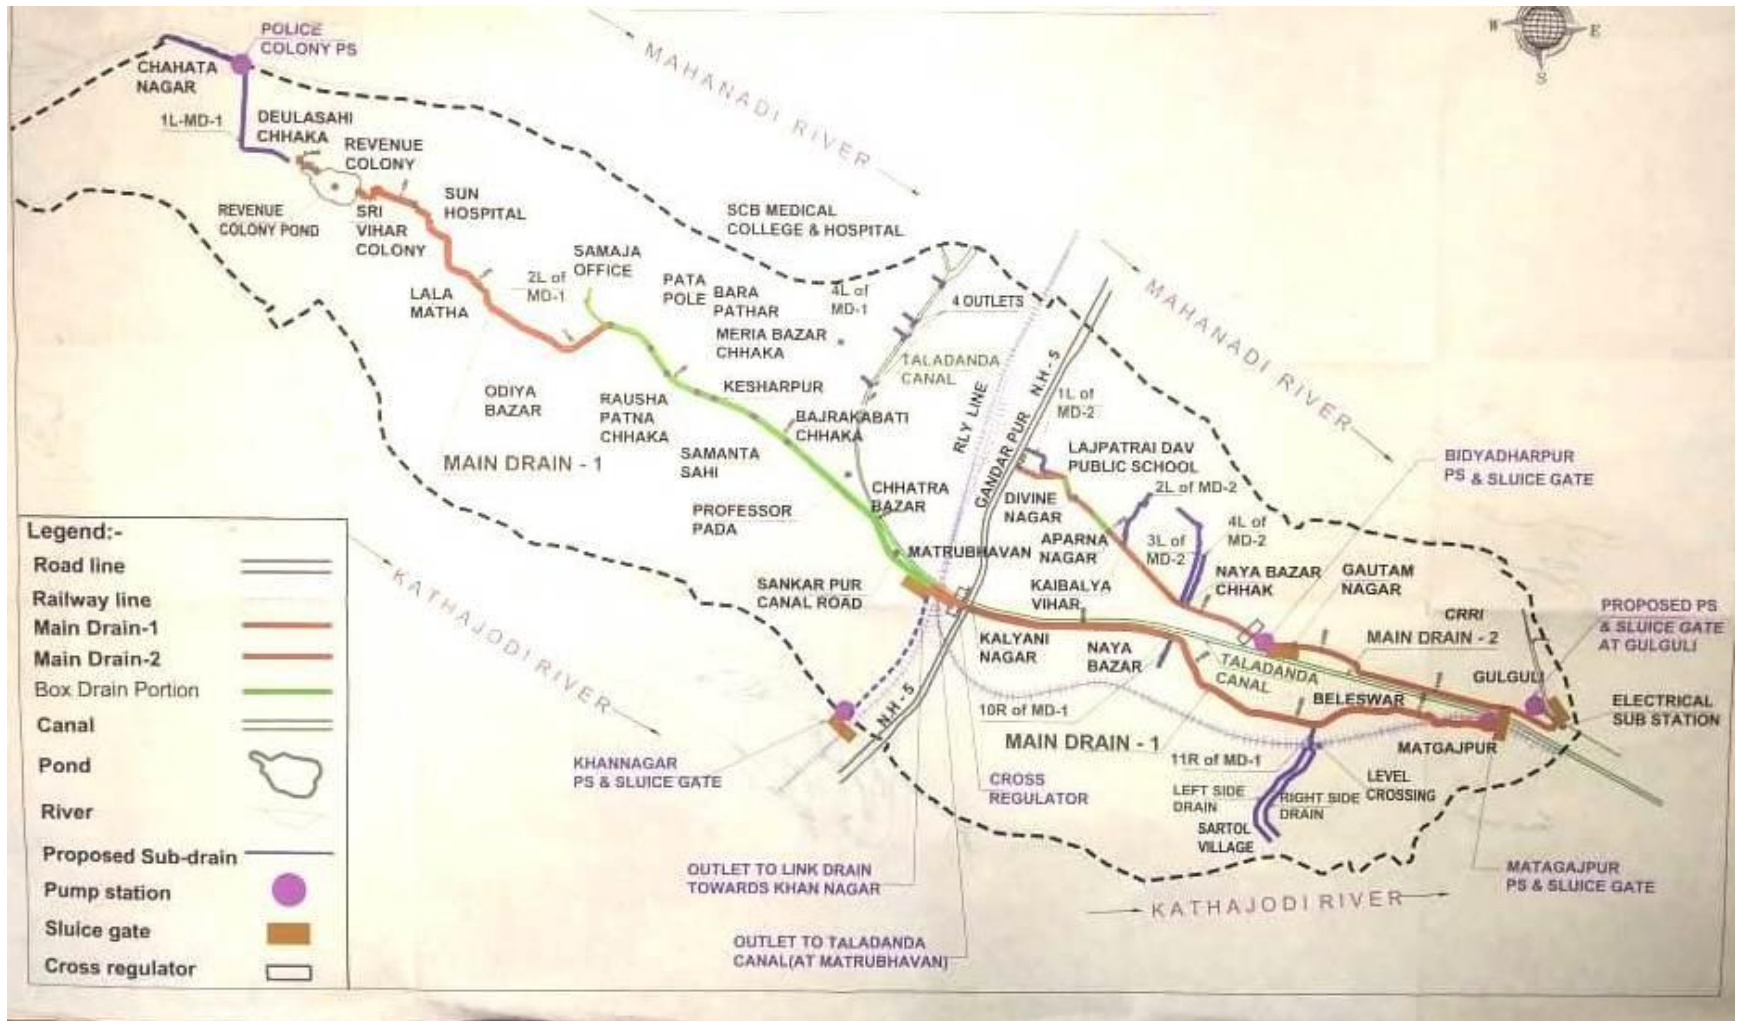 POLICE
COLONY PS
W
E
S
MAHANADI RIVER
CHAHATA
NAGAR
1L-MD-1
DEULASAHI
CHHAKA
REVENUE
COLONY
SUN
HOSPITAL
REVENUE
COLONY POND
SRI
VIHAR
COLONY
SCB MEDICAL
COLLEGE & HOSPITAL
SAMAJA
OFFICE
2L of
MD-1
LALA
MATHA
PATA
POLE
BARA
PATHAR
4L of
MD-1
4 OUTLETS
MAHANADI RIVER
MERIA BAZAR
CHHAKA
TALADANDA
CANAL
ODIYA
BAZAR
RAUSHA
PATNA
CHHAKA
KESHARPUR
BAJRAKABATI
CHHAKA
RLY LINE
GANDAR PUR
N.H - 5
1L of
MD-2
MAIN DRAIN - 1
SAMANTA
SAHI
LAJPATRAI DAV
PUBLIC SCHOOL
BIDYADHARPUR
PS & SLUICE GATE
CHHATRA
BAZAR
DIVINE
NAGAR
2L of MD-2
PROFESSOR
PADA
APARNA
NAGAR
3L of
MD-2
4L of
MD-2
MATRUBHAVAN
KATHAJODI RIVER
SANKAR PUR
CANAL ROAD
KAIBALYA
VIHAR
NAYA BAZAR
CHHAK
GAUTAM
NAGAR
CRRI
PROPOSED PS
& SLUICE GATE
AT GULGULI
KALYANI
NAGAR
NAYA
BAZAR
MAIN DRAIN - 2
TALADANDA
CANAL
GULGULI
BELESWAR
ELECTRICAL
SUB STATION
N.H - 5
10R of MD-1
MAIN DRAIN - 1
MATGAJPUR
KHANNAGAR
PS & SLUICE GATE
CROSS
REGULATOR
11R of MD-1
LEVEL
CROSSING
LEFT SIDE
DRAIN
RIGHT SIDE
DRAIN
SARTOL
VILLAGE
OUTLET TO LINK DRAIN
TOWARDS KHAN NAGAR
MATAGAJPUR
PS & SLUICE GATE
KATHAJODI RIVER
OUTLET TO TALADANDA
CANAL(AT MATRUBHAVAN)
Legend:-
Road line
Railway line
Main Drain-1
Main Drain-2
Box Drain Portion
Canal
Pond
River
Proposed Sub-drain
Pump station
Sluice gate
Cross regulator